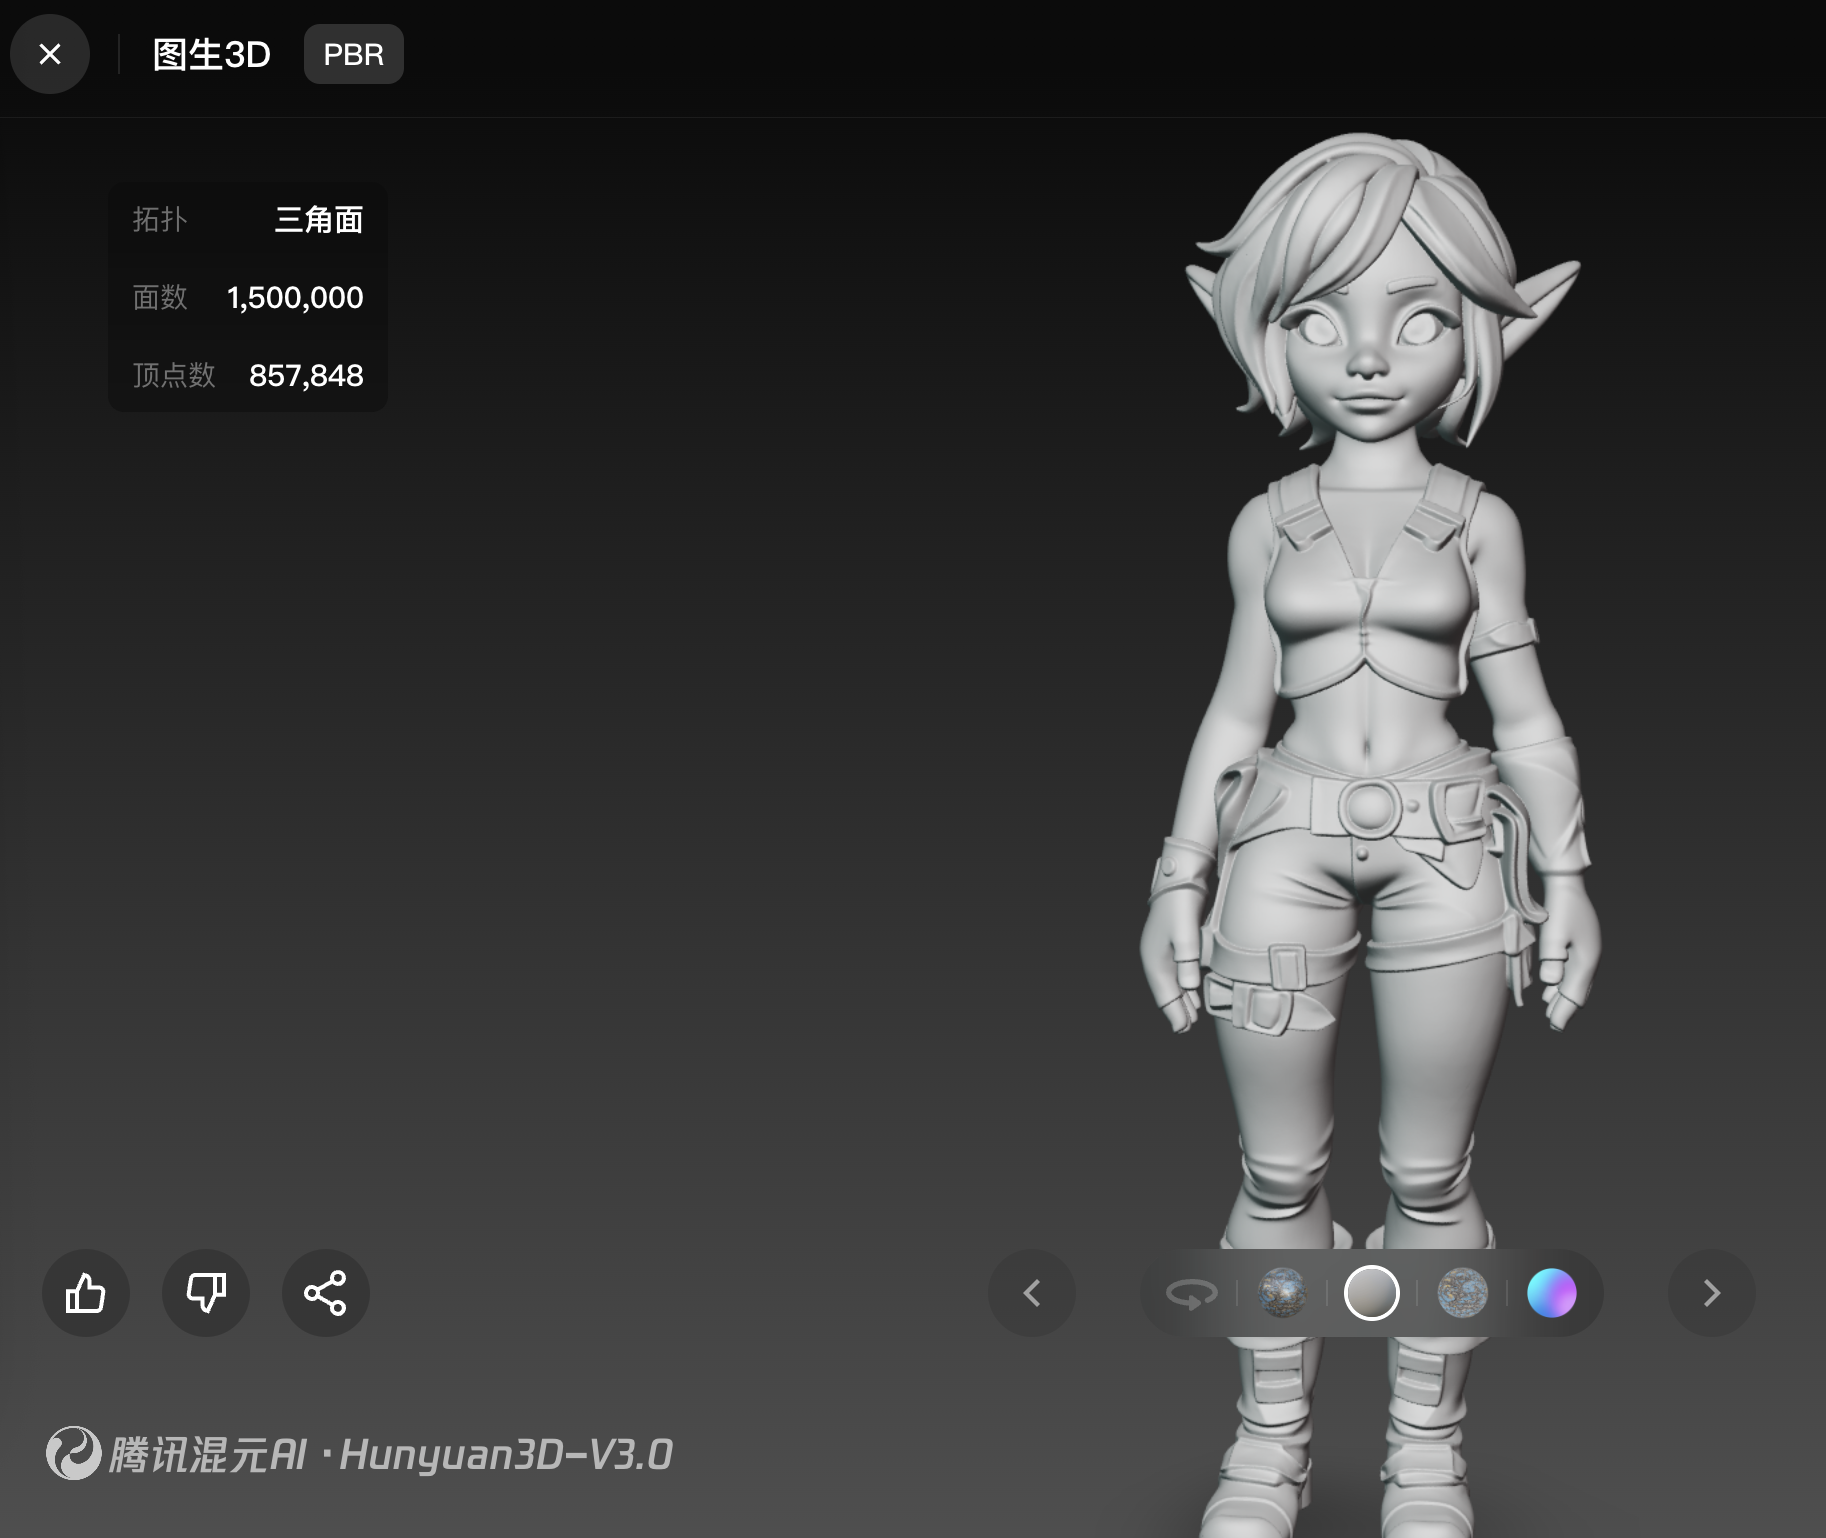 图生3D PBR
拓扑 三角面
面数 1,500,000
顶点数 857,848
腾讯混元AI · Hunyuan3D-V3.0